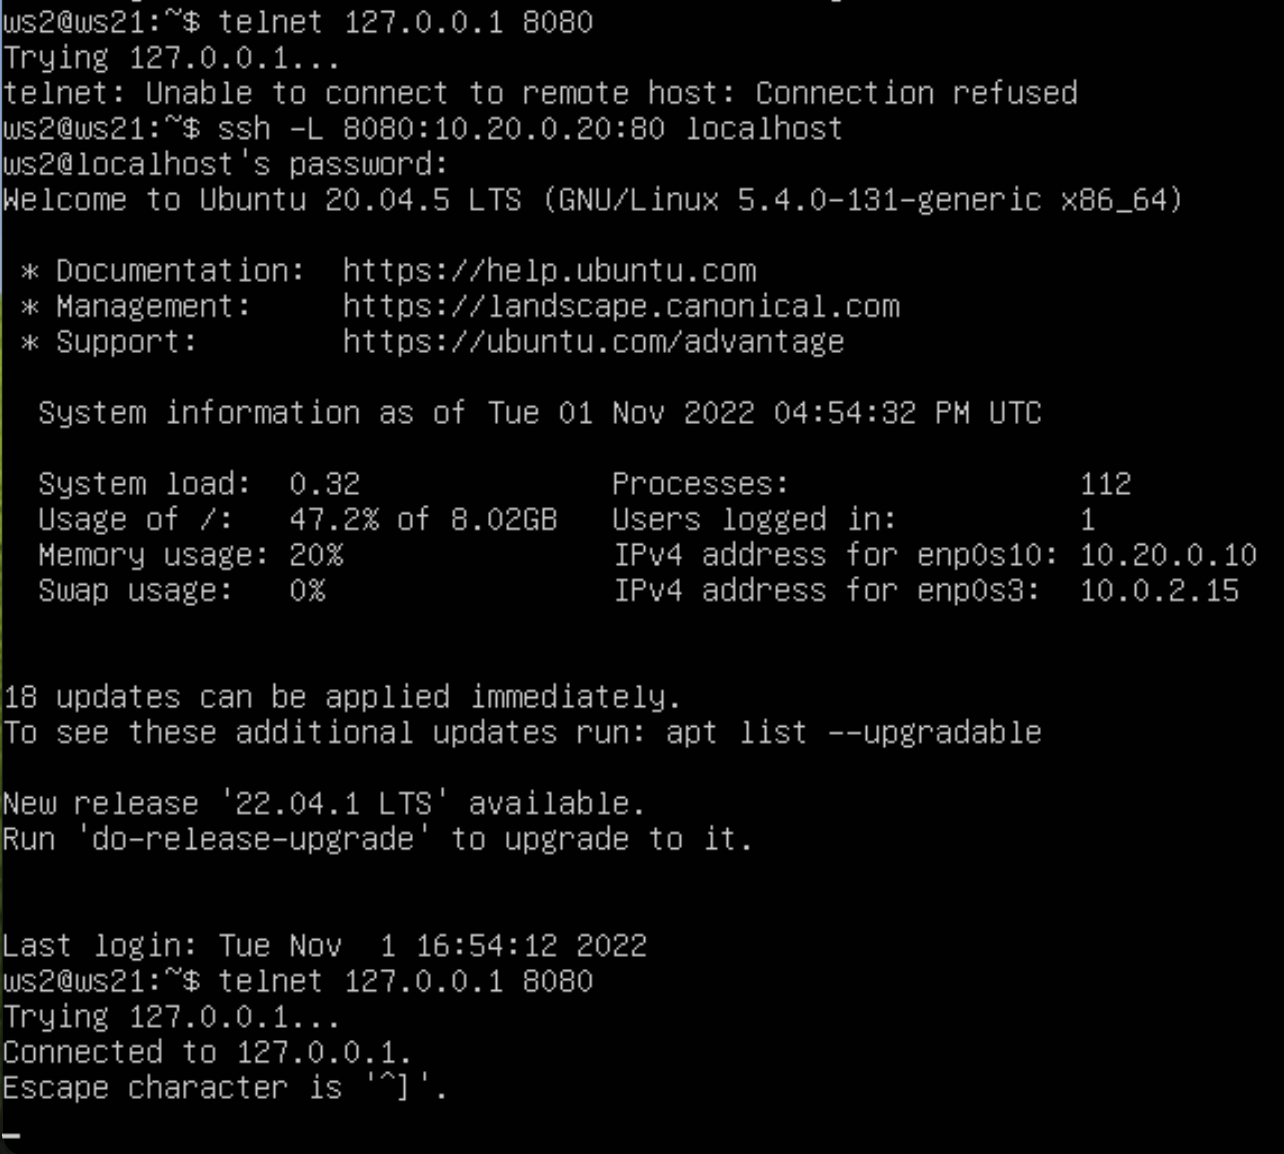 ws2@ws21:~$ telnet 127.0.0.1 8080
Trying 127.0.0.1...
telnet: Unable to connect to remote host: Connection refused
ws2@ws21:~$ ssh -L 8080:10.20.0.20:80 localhost
ws2@localhost's password:
Welcome to Ubuntu 20.04.5 LTS (GNU/Linux 5.4.0-131-generic x86_64)
* Documentation:  https://help.ubuntu.com
* Management:     https://landscape.canonical.com
* Support:        https://ubuntu.com/advantage
System information as of Tue 01 Nov 2022 04:54:32 PM UTC
System load:  0.32              Processes:                112
Usage of /:   47.2% of 8.02GB   Users logged in:          1
Memory usage: 20%               IPv4 address for enp0s10: 10.20.0.10
Swap usage:   0%                IPv4 address for enp0s3:  10.0.2.15
18 updates can be applied immediately.
To see these additional updates run: apt list --upgradable
New release '22.04.1 LTS' available.
Run 'do-release-upgrade' to upgrade to it.
Last login: Tue Nov  1 16:54:12 2022
ws2@ws21:~$ telnet 127.0.0.1 8080
Trying 127.0.0.1...
Connected to 127.0.0.1.
Escape character is '^]'.